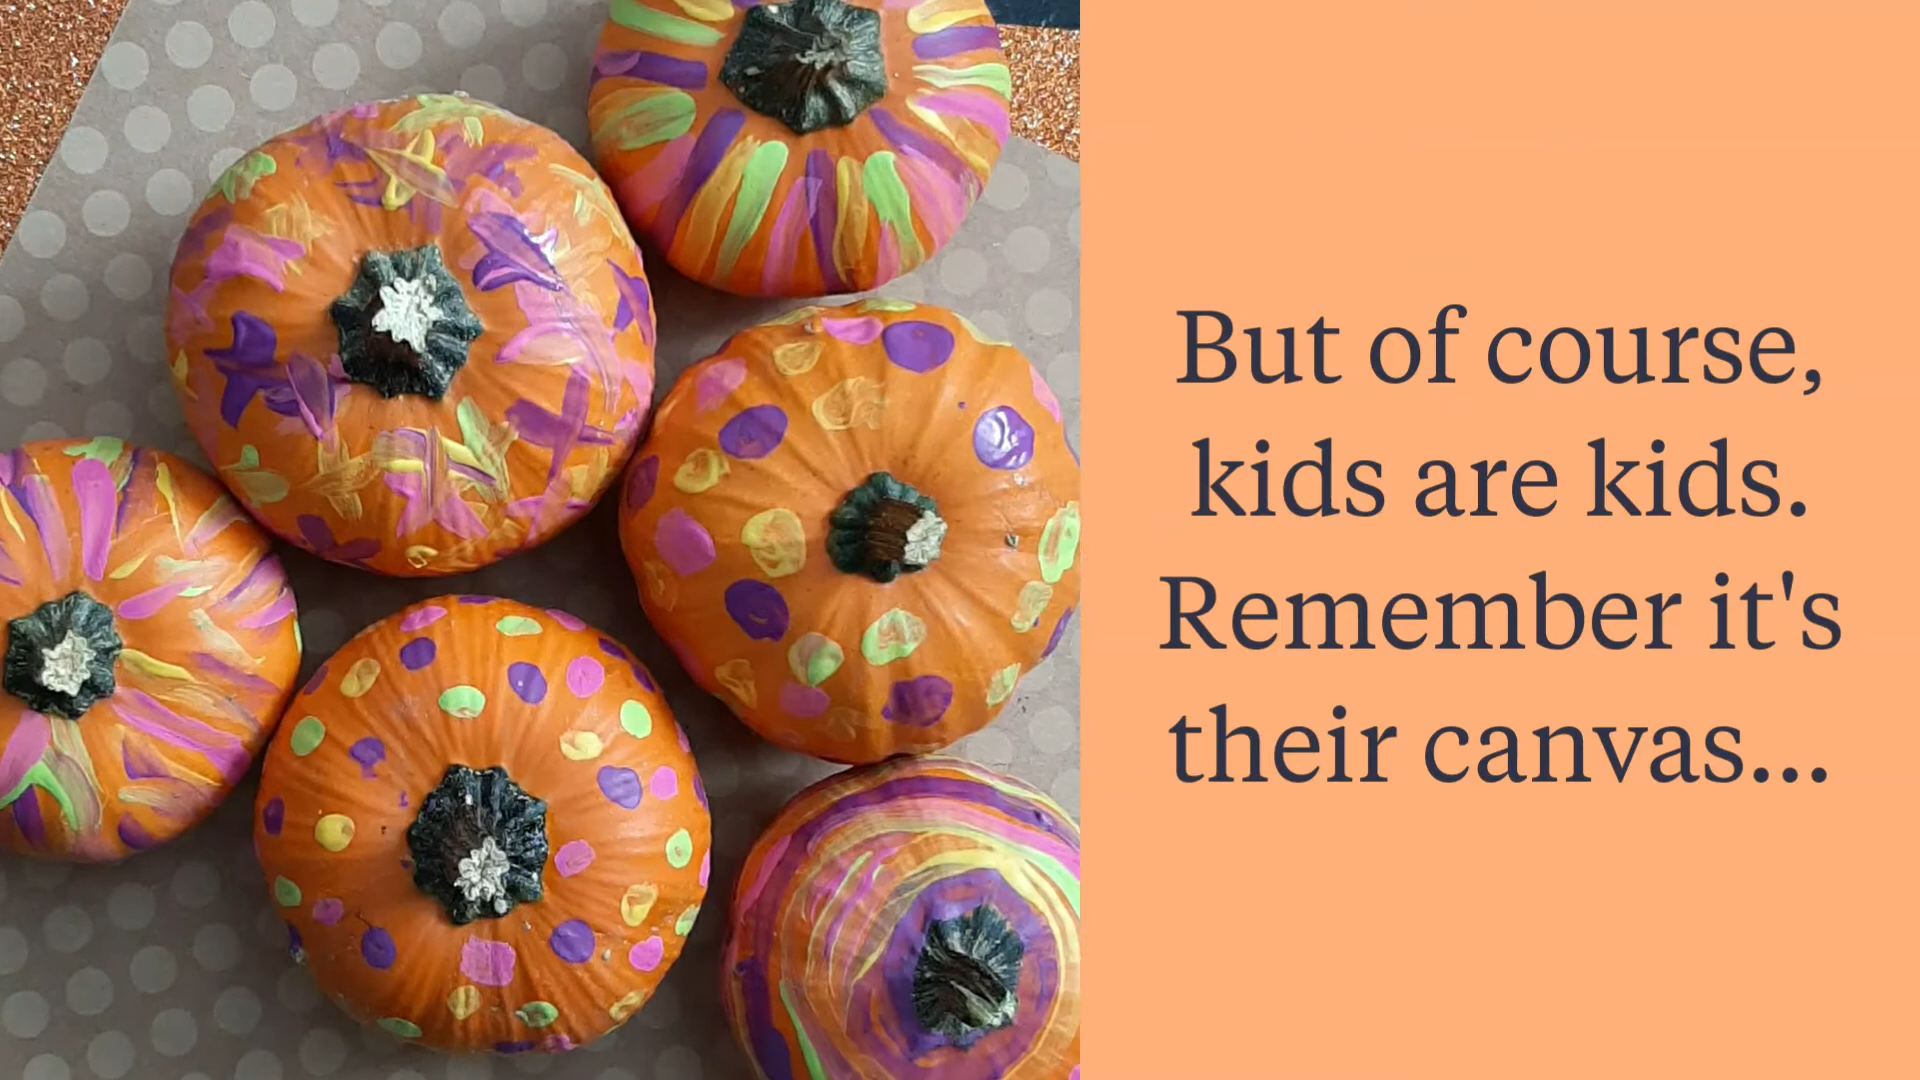 But of course,
kids are kids.
Remember it's
their canvas...